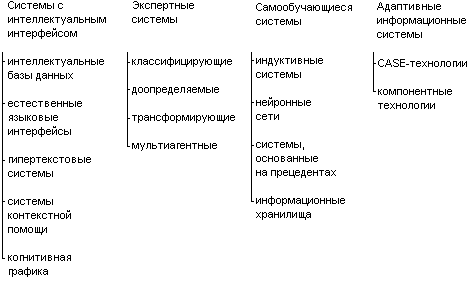 Системы с
интеллектуальным
интерфейсом
интеллектуальные
базы данных
естественные
языковые
интерфейсы
гипертекстовые
системы
системы
контекстной
помощи
когнитивная
графика
Экспертные
системы
классифицирующие
доопределяемые
трансформирующие
мультиагентные
Самообучающиеся
системы
индуктивные
системы
нейронные
сети
системы,
основанные
на прецедентах
информационные
хранилища
Адаптивные
информационные
системы
CASE-технологии
компонентные
технологии